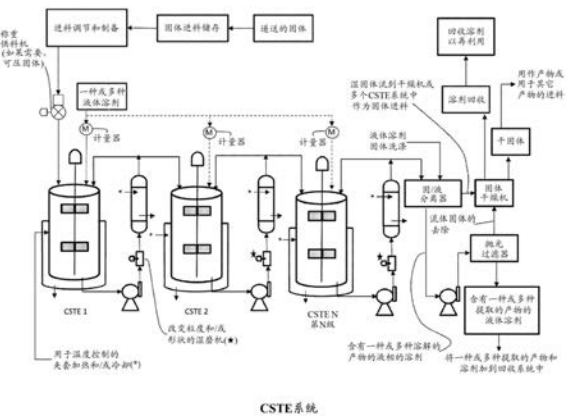 进料调节和制备
固体进料储存
适送的固体
称重
供料机
(如果需要,
可压固体)
一种或多种
液体溶剂
M
计量器
M
计量器
M
计量器
回收溶剂
以再利用
溶剂回收
湿固体流到干燥机或
多个CSTE系统中
作为固体进料
用作产物或
用于其它
产物的进料
干固体
液体溶剂
固体洗涤
固/液
分离器
固体
干燥机
流体固体的
去除
抛光
过滤器
含有一种或多种
提取的产物的
液体溶剂
CSTE 1
CSTE 2
CSTE N
第N级
改变粒度和/或
形状的湿磨机(★)
用于温度控制的
夹套加热和/或冷却(*)
含有一种或多种溶解的
产物的液相的溶剂
将一种或多种提取的产物和
溶剂加到回收系统中
CSTE系统